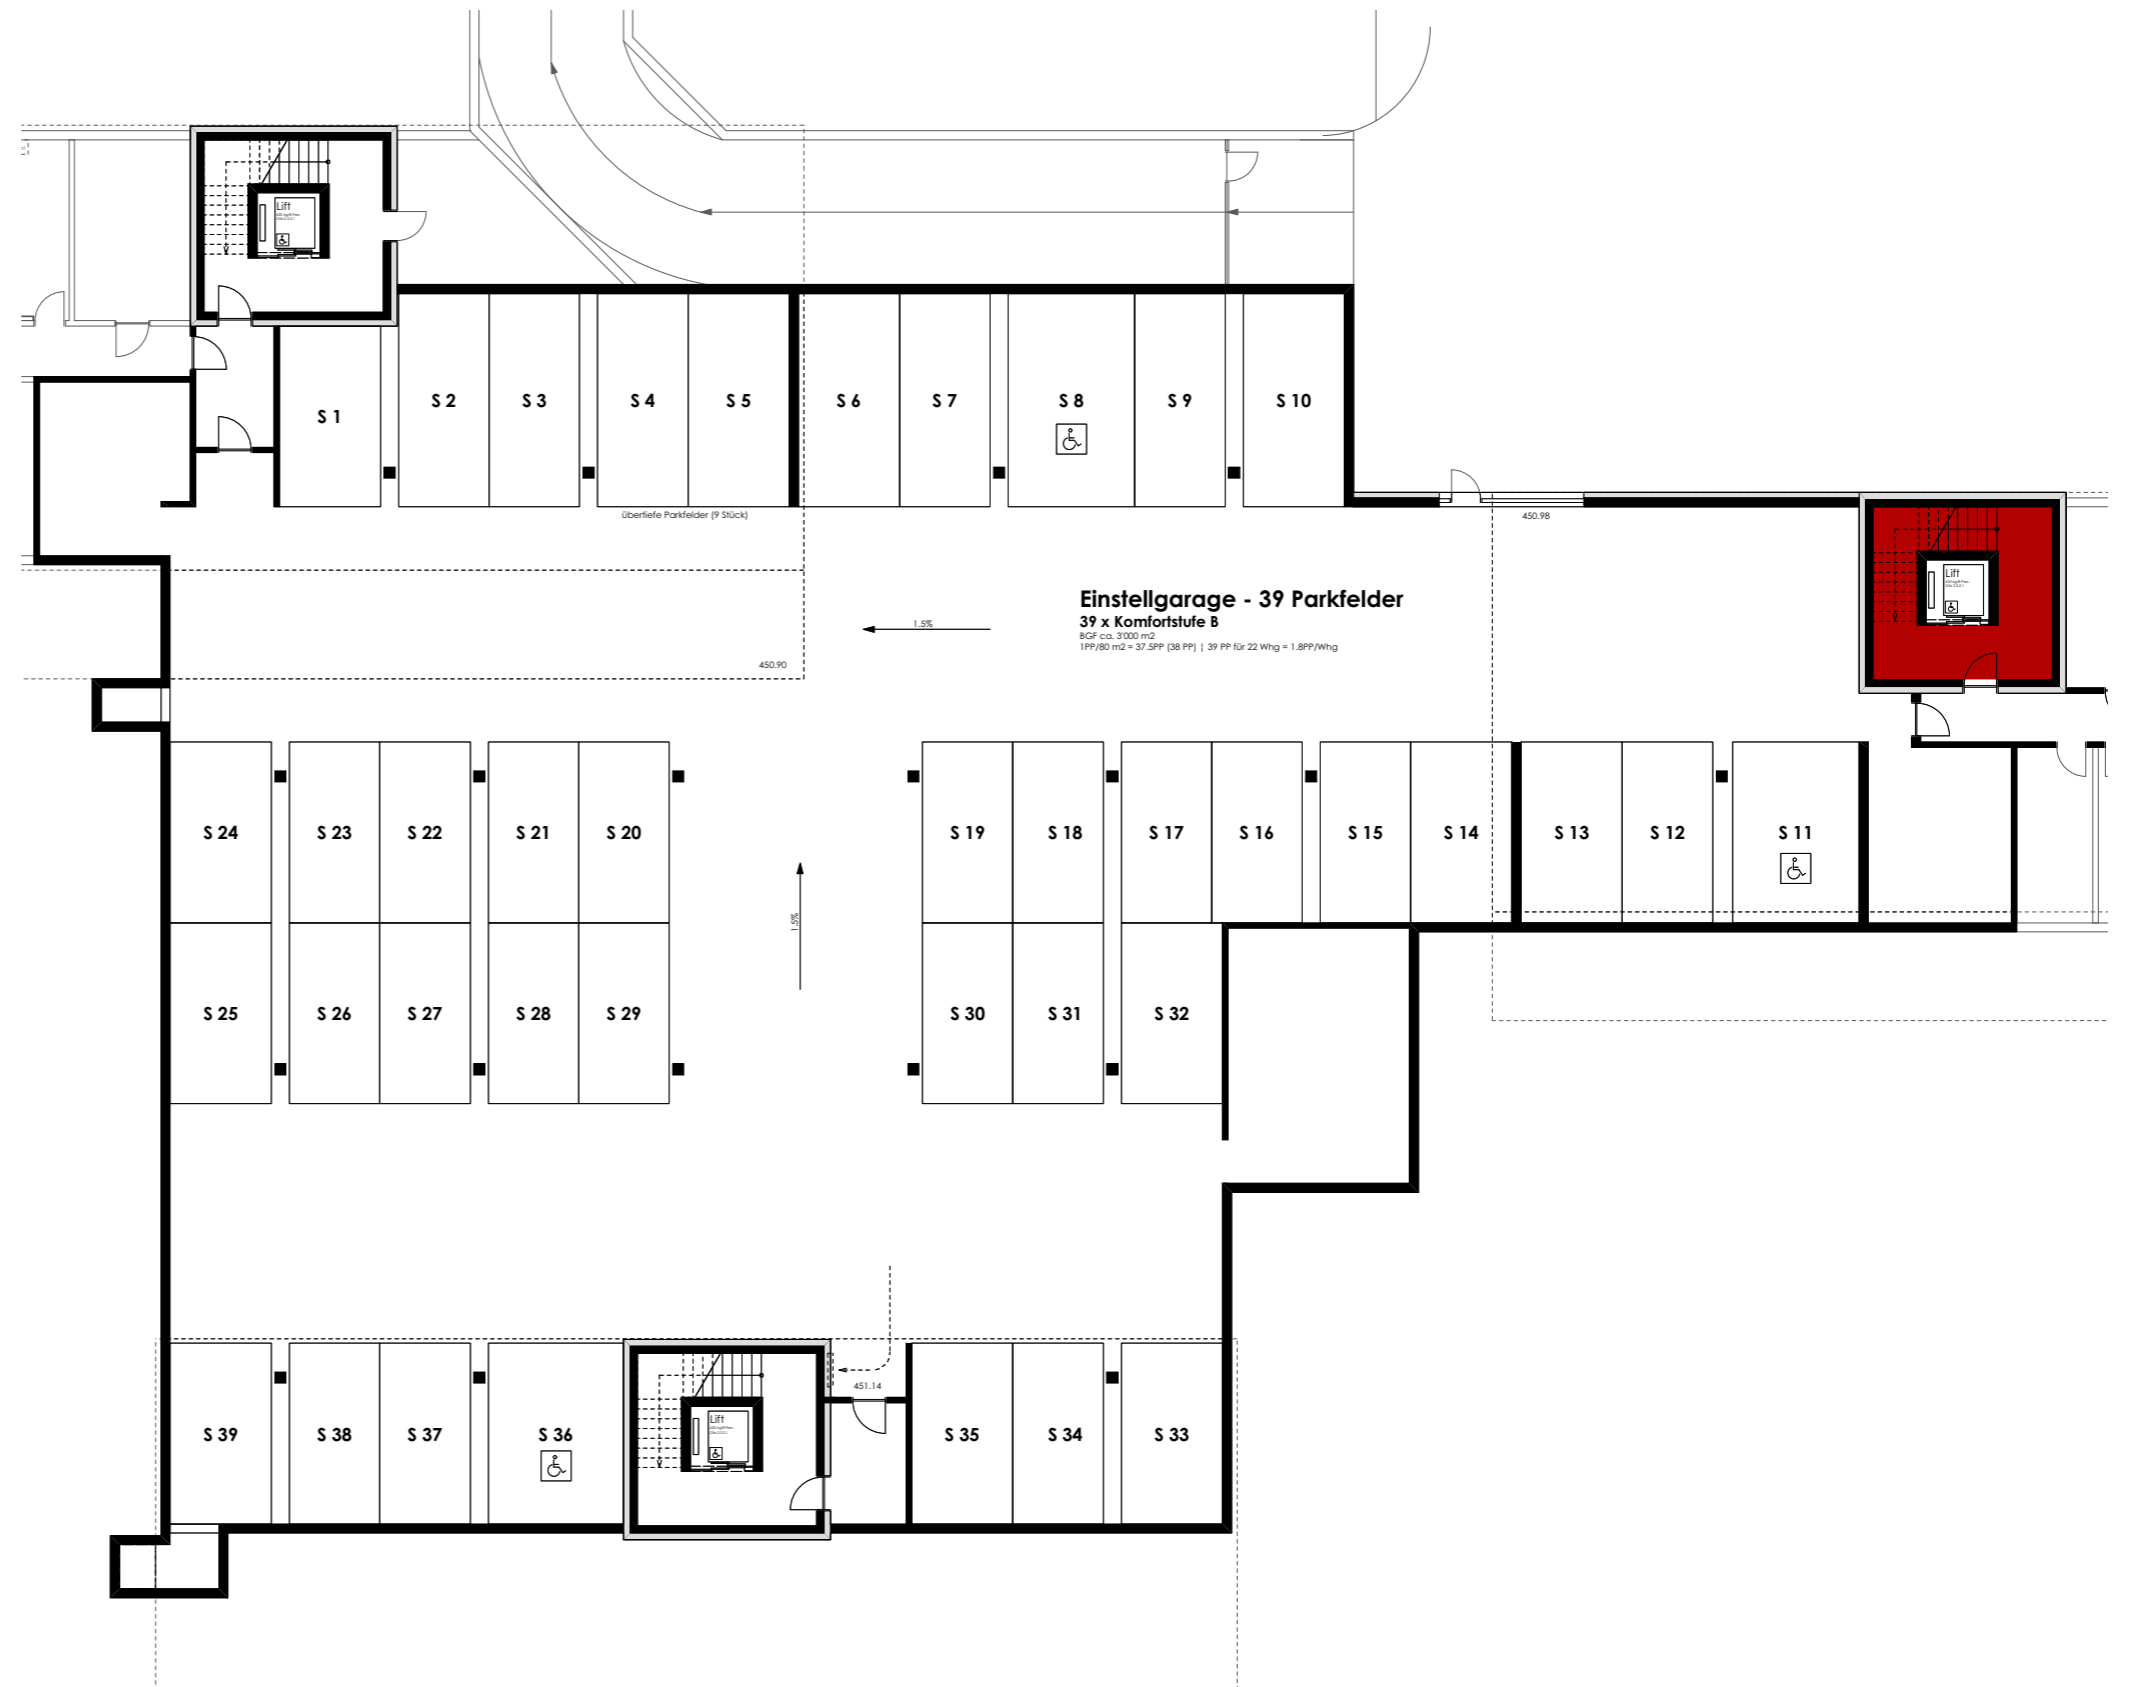 Lift
S 1
S 2
S 3
S 4
S 5
S 6
S 7
S 8
S 9
S 10
übertiefe Parkfelder (9 Stück)
450.98
Einstellgarage - 39 Parkfelder
39 x Komfortstufe B
BGF ca. 3'000 m2
1PP/80 m2 = 37.5PP (38 PP) | 39 PP für 22 Whg = 1.8PP/Whg
Lift
1.5%
450.90
S 24
S 23
S 22
S 21
S 20
S 19
S 18
S 17
S 16
S 15
S 14
S 13
S 12
S 11
1.5%
S 25
S 26
S 27
S 28
S 29
S 30
S 31
S 32
451.14
Lift
S 39
S 38
S 37
S 36
S 35
S 34
S 33